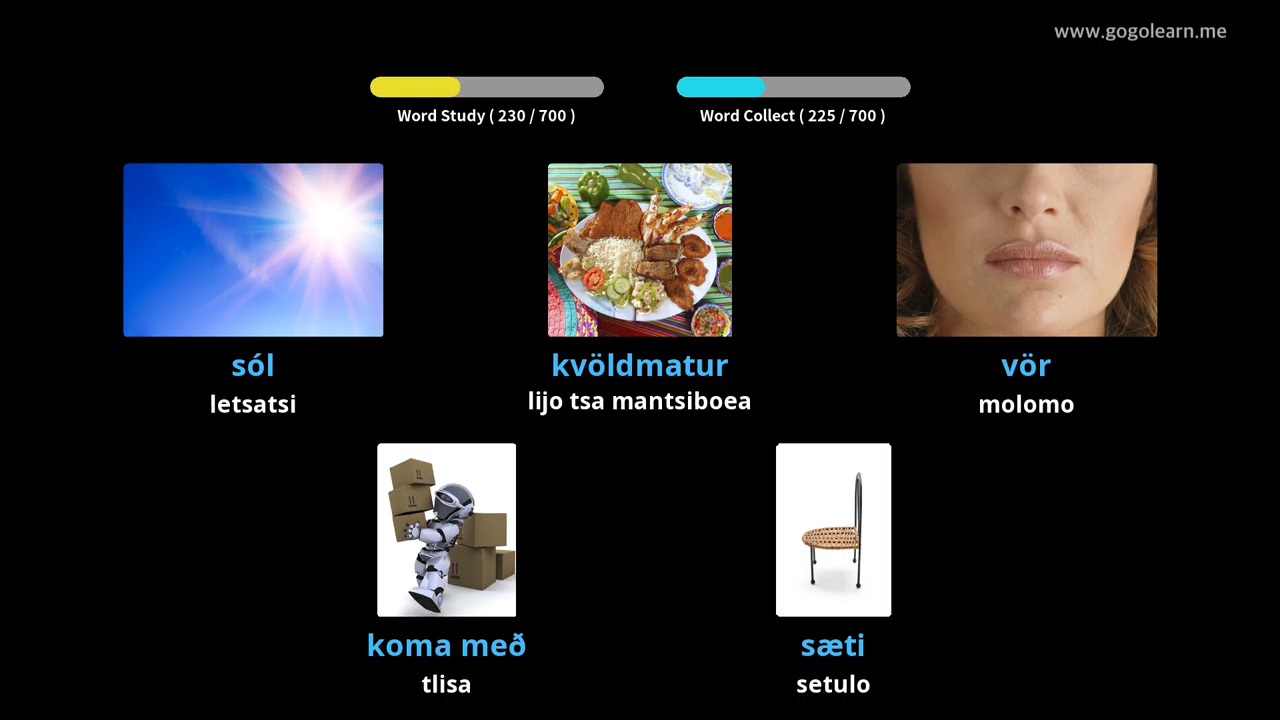 www.gogolearn.me
Word Study ( 230 / 700 )
Word Collect ( 225 / 700 )
sól
letsatsi
kvöldmatur
lijo tsa mantsiboea
vör
molomo
koma með
tlisa
sæti
setulo